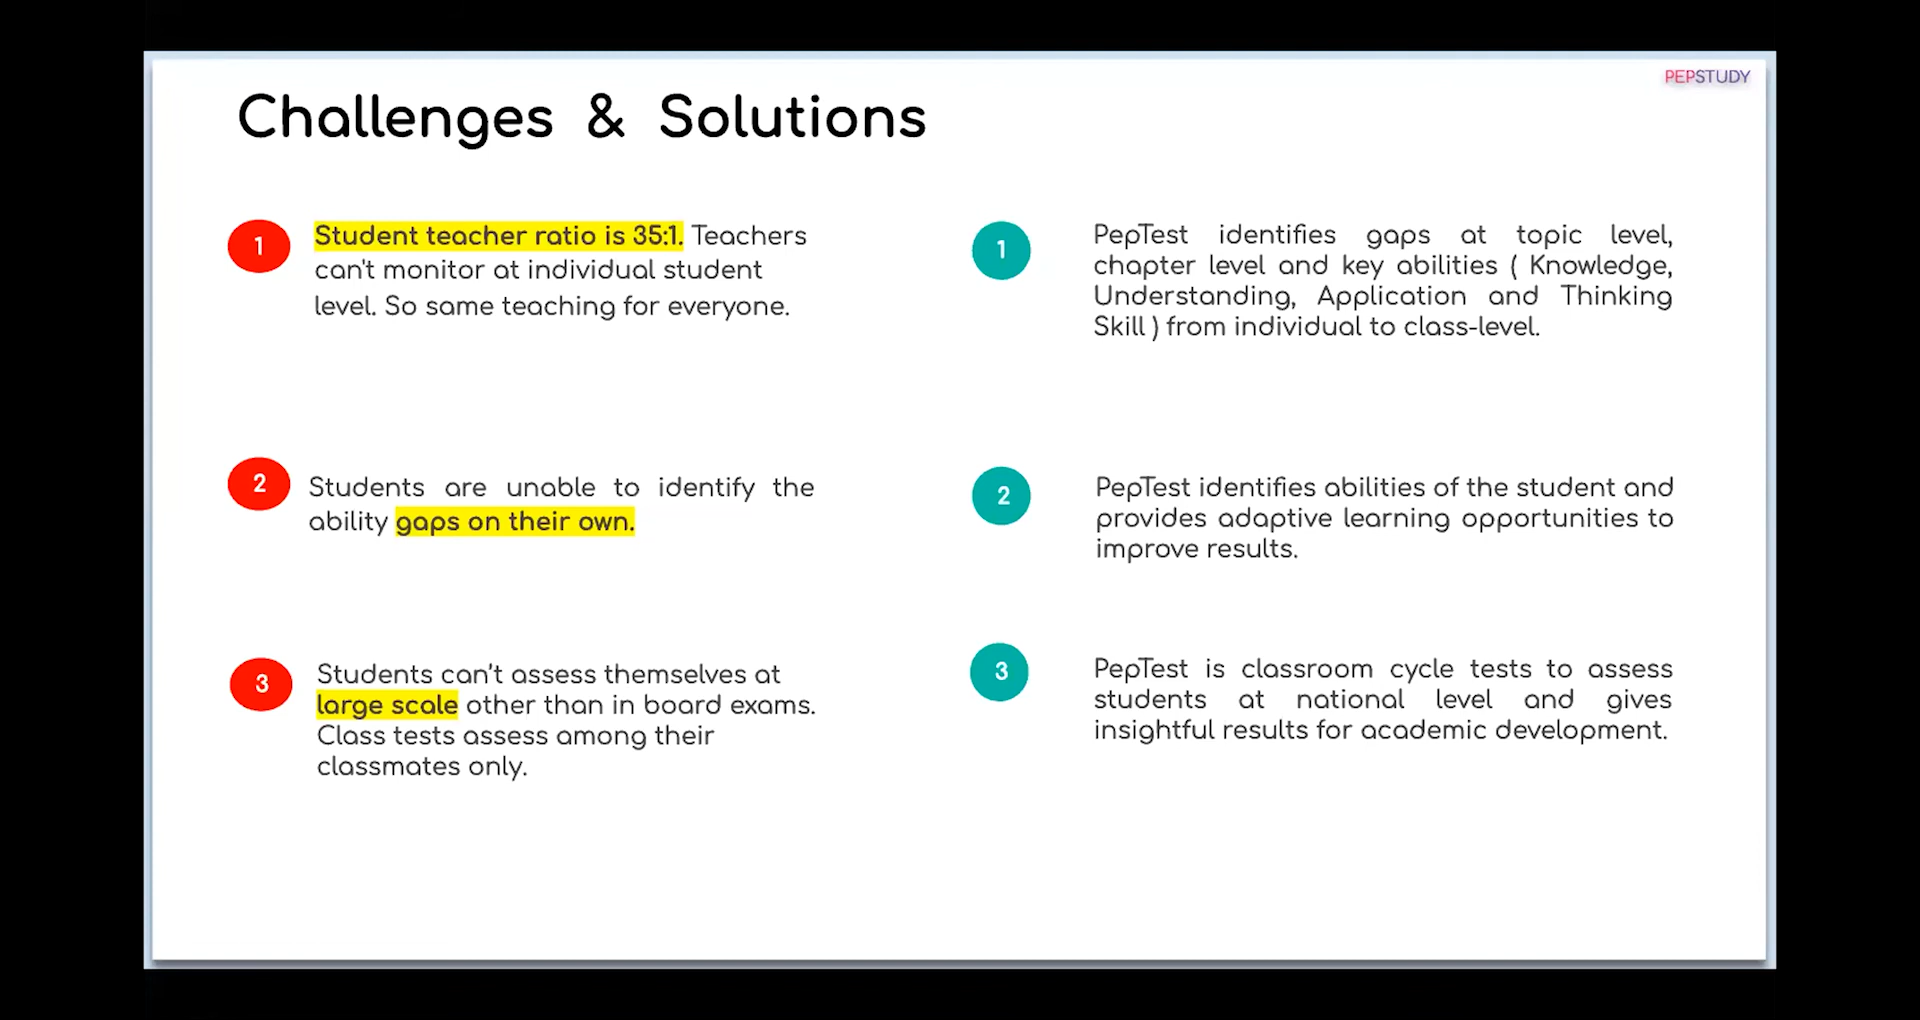 PEPSTUDY
Challenges & Solutions
1
Student teacher ratio is 35:1. Teachers
can't monitor at individual student
level. So same teaching for everyone.
1
PepTest identifies gaps at topic level,
chapter level and key abilities ( Knowledge,
Understanding, Application and Thinking
Skill ) from individual to class-level.
2
Students are unable to identify the
ability gaps on their own.
2
PepTest identifies abilities of the student and
provides adaptive learning opportunities to
improve results.
3
Students can’t assess themselves at
large scale other than in board exams.
Class tests assess among their
classmates only.
3
PepTest is classroom cycle tests to assess
students at national level and gives
insightful results for academic development.